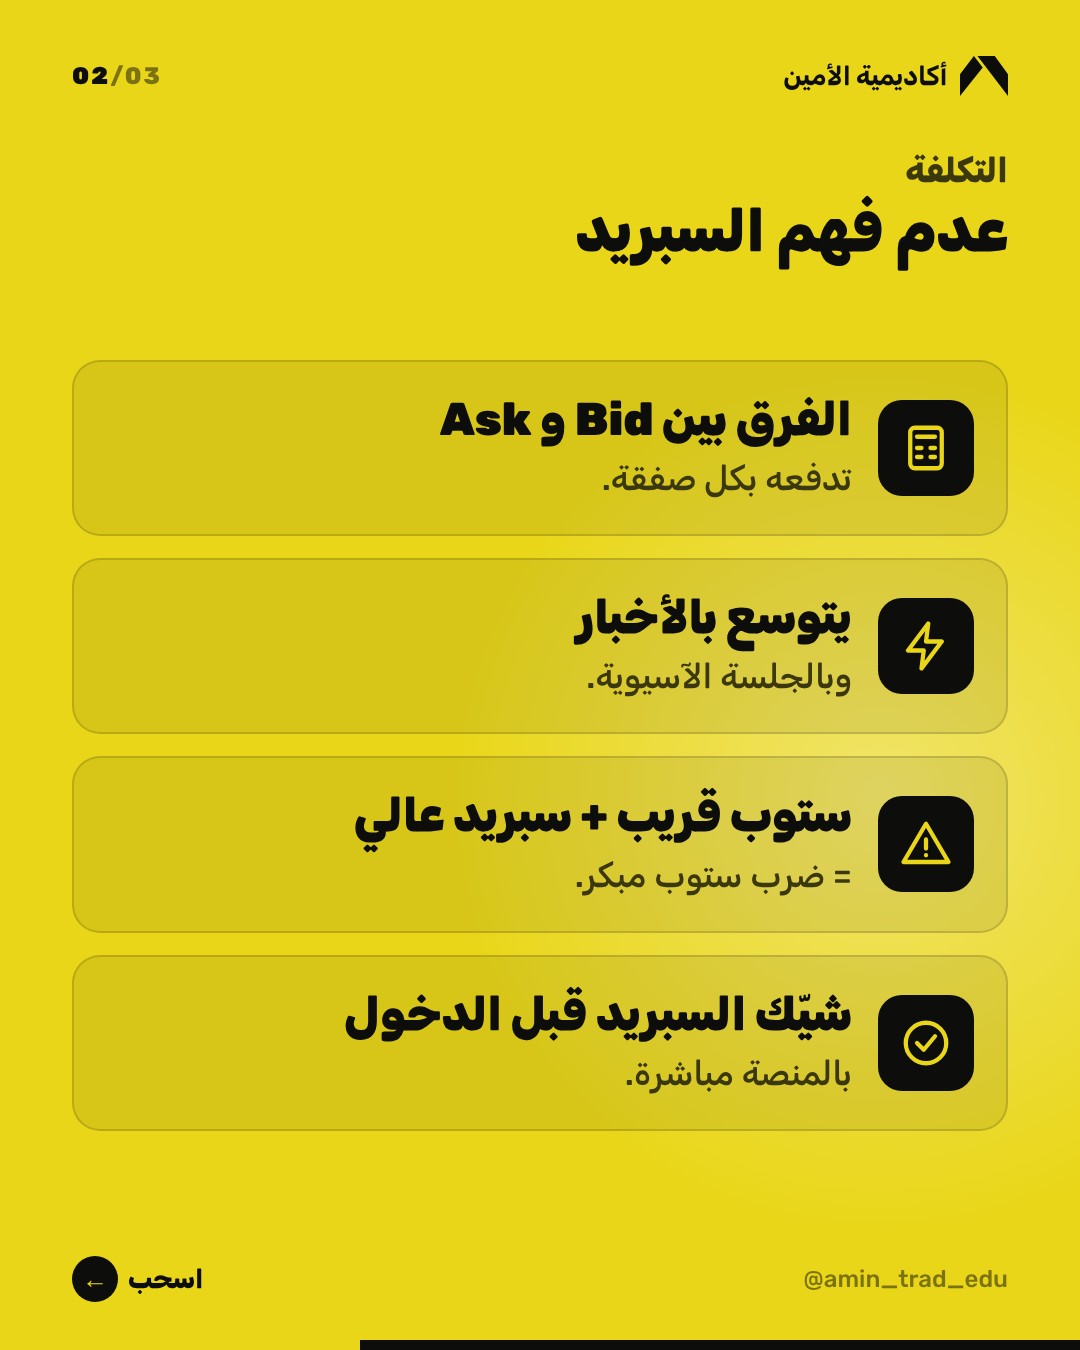 أكاديمية الأمين
02/03
التكلفة
عدم فهم السبريد
الفرق بين Bid و Ask
تدفعه بكل صفقة.
يتوسع بالأخبار
وبالجلسة الآسيوية.
ستوب قريب + سبريد عالي
= ضرب ستوب مبكر.
شيّك السبريد قبل الدخول
بالمنصة مباشرة.
@amin_trad_edu
اسحب ←